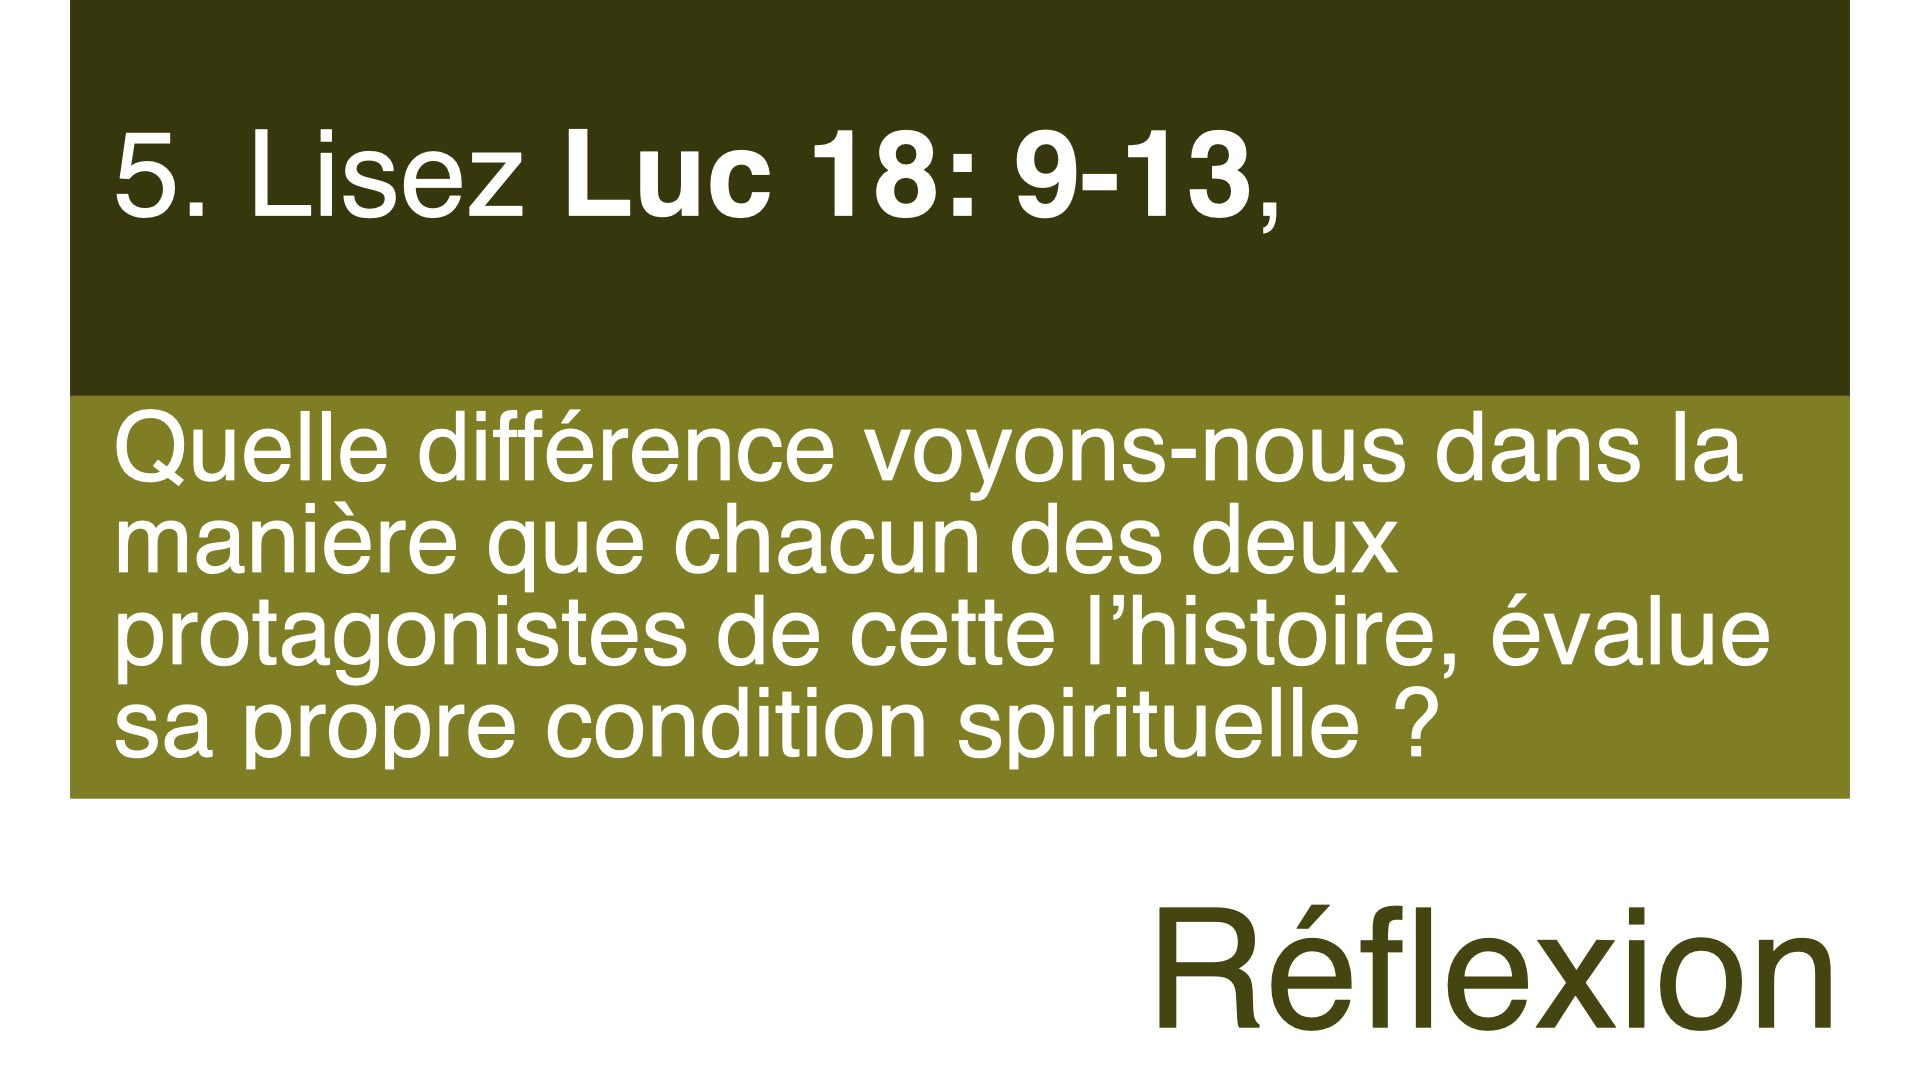 5. Lisez Luc 18: 9-13,
Quelle différence voyons-nous dans la
manière que chacun des deux
protagonistes de cette l’histoire, évalue
sa propre condition spirituelle ?
Réflexion